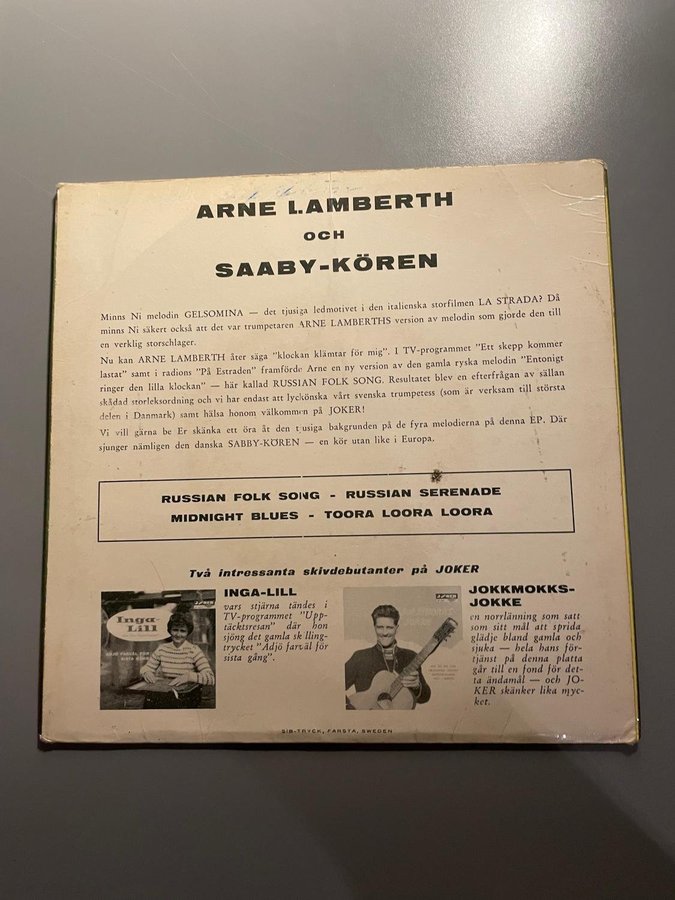 ARNE LAMBERTH
OCH
SAABY-KÖREN
Minns Ni melodin GELSOMINA — det tjusiga ledmotivet i den italienska storfilmen LA STRADA? Då
minns Ni säkert också att det var trumpetaren ARNE LAMBERTHS version av melodin som gjorde den till
en verklig storschlager.
Nu kan ARNE LAMBERTH åter säga "klockan klämtar för mig". I TV-programmet "Ett skepp kommer
lastat" samt i radions "På Estraden" framförde Arne en ny version av den gamla ryska melodin "Entonigt
ringer den lilla klockan" — här kallad RUSSIAN FOLK SONG. Resultatet blev en efterfrågan av sällan
skådad storleksordning och vi har endast att lyckönska vårt svenska trumpetess (som är verksam till största
delen i Danmark) samt hälsa honom välkommen på JOKER!
Vi vill gärna be Er skänka ett öra åt den tjusiga bakgrunden på de fyra melodierna på denna EP. Där
sjunger nämligen den danska SABBY-KÖREN — en kör utan like i Europa.
RUSSIAN FOLK SONG - RUSSIAN SERENADE
MIDNIGHT BLUES - TOORA LOORA LOORA
Två intressanta skivdebutanter på JOKER
INGA-LILL
vars stjärna tändes i
TV-programmet "Upp-
täcktsresan" där hon
sjöng det gamla skilling-
trycket "Adjö farväl för
sista gång".
Inga-
Lill
ADJÖ FARVÄL FÖR
SISTA GÅNG
JOKER
JOKKMOKKS-
JOKKE
en norrlänning som satt
som sitt mål att sprida
glädje bland gamla och
sjuka — hela hans för-
tjänst på denna platta
går till en fond för det-
ta ändamål — och JO-
KER skänker lika myc-
ket.
SIB-TRYCK, FARSTA, SWEDEN